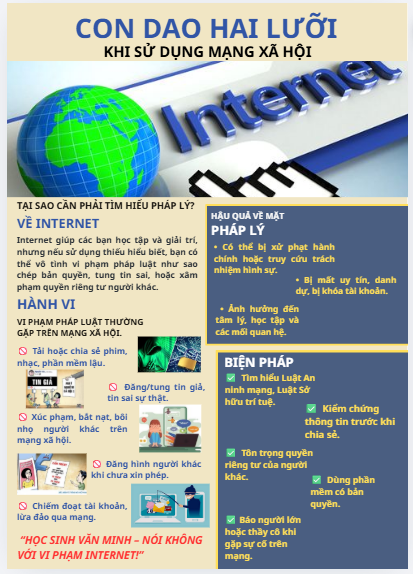 CON DAO HAI LƯỠI
KHI SỬ DỤNG MẠNG XÃ HỘI
Internet
TẠI SAO CẦN PHẢI TÌM HIỂU PHÁP LÝ?
VỀ INTERNET
Internet giúp các bạn học tập và giải trí,
nhưng nếu sử dụng thiếu hiểu biết, bạn có
thể vô tình vi phạm pháp luật như sao
chép bản quyền, tung tin sai, hoặc xâm
phạm quyền riêng tư người khác.
HÀNH VI
VI PHẠM PHÁP LUẬT THƯỜNG
GẶP TRÊN MẠNG XÃ HỘI.
🚫 Tải hoặc chia sẻ phim,
nhạc, phần mềm lậu.
TIN GIẢ
🚫 Đăng/tung tin giả,
tin sai sự thật.
🚫 Xúc phạm, bắt nạt, bôi
nhọ người khác trên
mạng xã hội.
🚫 Đăng hình người khác
khi chưa xin phép.
🚫 Chiếm đoạt tài khoản,
lừa đảo qua mạng.
“HỌC SINH VĂN MINH – NÓI KHÔNG
VỚI VI PHẠM INTERNET!”
HẬU QUẢ VỀ MẶT
PHÁP LÝ
• Có thể bị xử phạt hành
chính hoặc truy cứu trách
nhiệm hình sự.
• Bị mất uy tín, danh
dự, bị khóa tài khoản.
• Ảnh hưởng đến
tâm lý, học tập và
các mối quan hệ.
BIỆN PHÁP
✅ Tìm hiểu Luật An
ninh mạng, Luật Sở
hữu trí tuệ.
✅ Kiểm chứng
thông tin trước khi
chia sẻ.
✅ Tôn trọng quyền
riêng tư của người
khác.
✅ Dùng phần
mềm có bản
quyền.
✅ Báo người lớn
hoặc thầy cô khi
gặp sự cố trên
mạng.